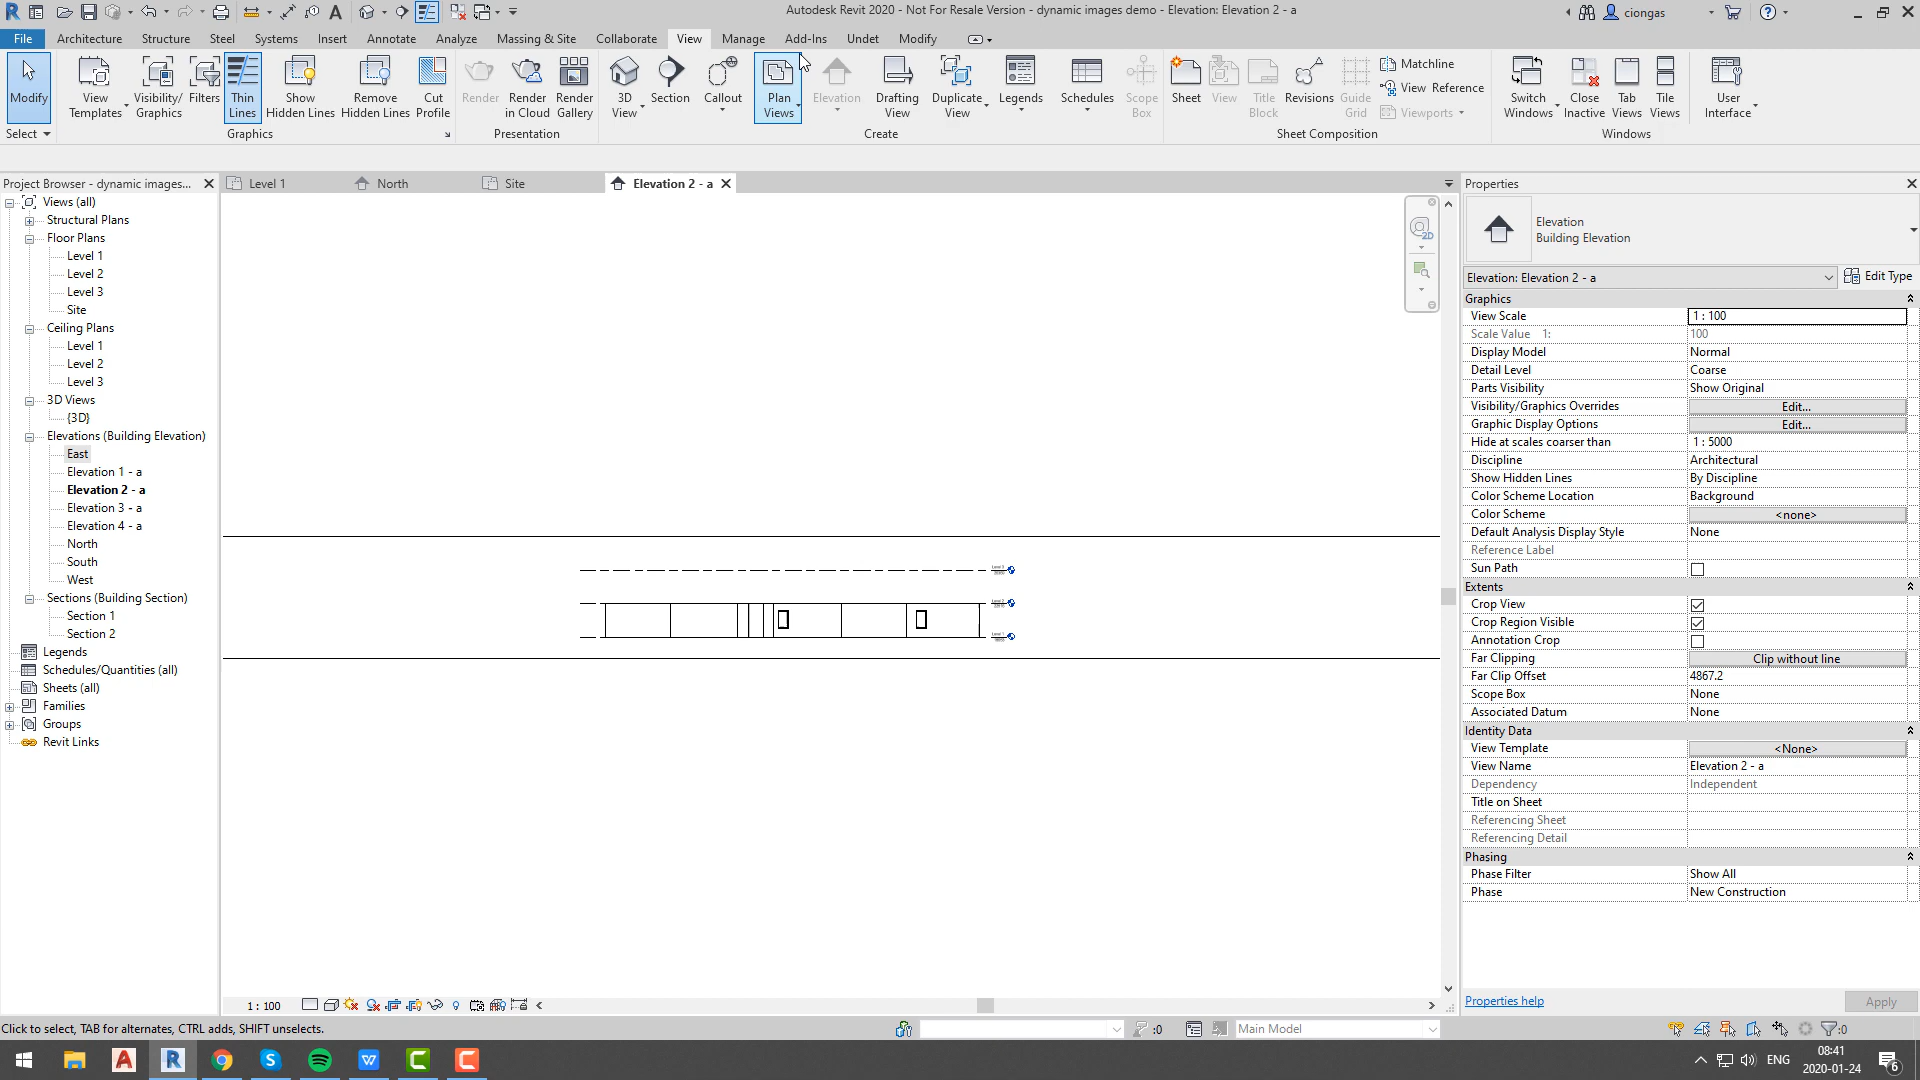 Autodesk Revit 2020 - Not For Resale Version - dynamic images demo - Elevation: Elevation 2 - a
ciongas
File Architecture Structure Steel Systems Insert Annotate Analyze Massing & Site Collaborate View Manage Add-Ins Undet Modify
Modify
View Templates
Visibility/ Graphics
Filters
Thin Lines
Show Hidden Lines
Remove Hidden Lines
Cut Profile
Render
Render in Cloud
Render Gallery
3D View
Section
Callout
Plan Views
Elevation
Drafting View
Duplicate View
Legends
Schedules
Scope Box
Sheet
View
Title Block
Revisions
Guide Grid
Matchline
View Reference
Viewports
Switch Windows
Close Inactive
Tab Views
Tile Views
User Interface
Select Graphics Presentation Create Sheet Composition Windows
Project Browser - dynamic images...
Level 1 North Site Elevation 2 - a
Views (all)
Structural Plans
Floor Plans
Level 1
Level 2
Level 3
Site
Ceiling Plans
Level 1
Level 2
Level 3
3D Views
{3D}
Elevations (Building Elevation)
East
Elevation 1 - a
Elevation 2 - a
Elevation 3 - a
Elevation 4 - a
North
South
West
Sections (Building Section)
Section 1
Section 2
Legends
Schedules/Quantities (all)
Sheets (all)
Families
Groups
Revit Links
2D
Properties
Elevation
Building Elevation
Elevation: Elevation 2 - a Edit Type
Graphics
View Scale 1 : 100
Scale Value 1: 100
Display Model Normal
Detail Level Coarse
Parts Visibility Show Original
Visibility/Graphics Overrides Edit...
Graphic Display Options Edit...
Hide at scales coarser than 1 : 5000
Discipline Architectural
Show Hidden Lines By Discipline
Color Scheme Location Background
Color Scheme <none>
Default Analysis Display Style None
Reference Label
Sun Path
Extents
Crop View
Crop Region Visible
Annotation Crop
Far Clipping Clip without line
Far Clip Offset 4867.2
Scope Box None
Associated Datum None
Identity Data
View Template <None>
View Name Elevation 2 - a
Dependency Independent
Title on Sheet
Referencing Sheet
Referencing Detail
Phasing
Phase Filter Show All
Phase New Construction
Properties help Apply
1 : 100
Click to select, TAB for alternates, CTRL adds, SHIFT unselects.
:0 Main Model :0
ENG 08:41
2020-01-24
6